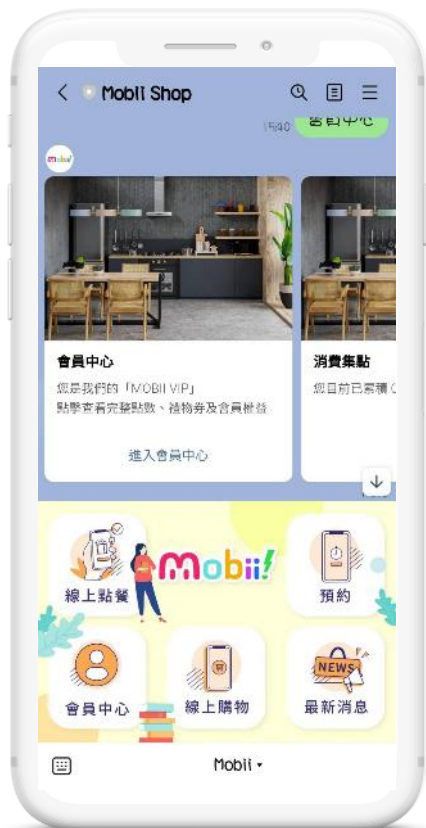 Mobii Shop
15:40
會員中心
Mobii!
會員中心
您是我們的「MOBII VIP」
點擊查看完整點數、禮物券及會員權益
進入會員中心
消費集點
您目前已累積
Mobii!
線上點餐
預約
會員中心
線上購物
NEWS
最新消息
Mobii